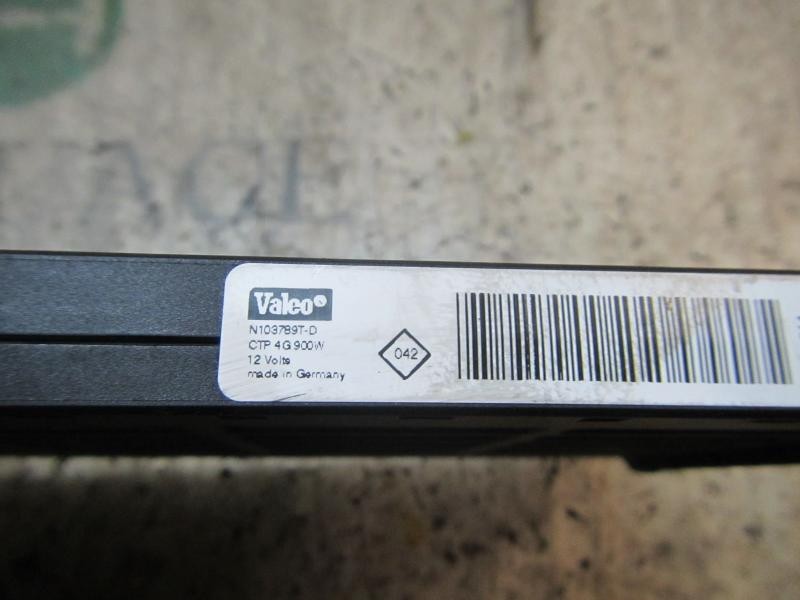 Valeo
N103789T-D
CTP 4G 900W
12 Volts
made in Germany
042